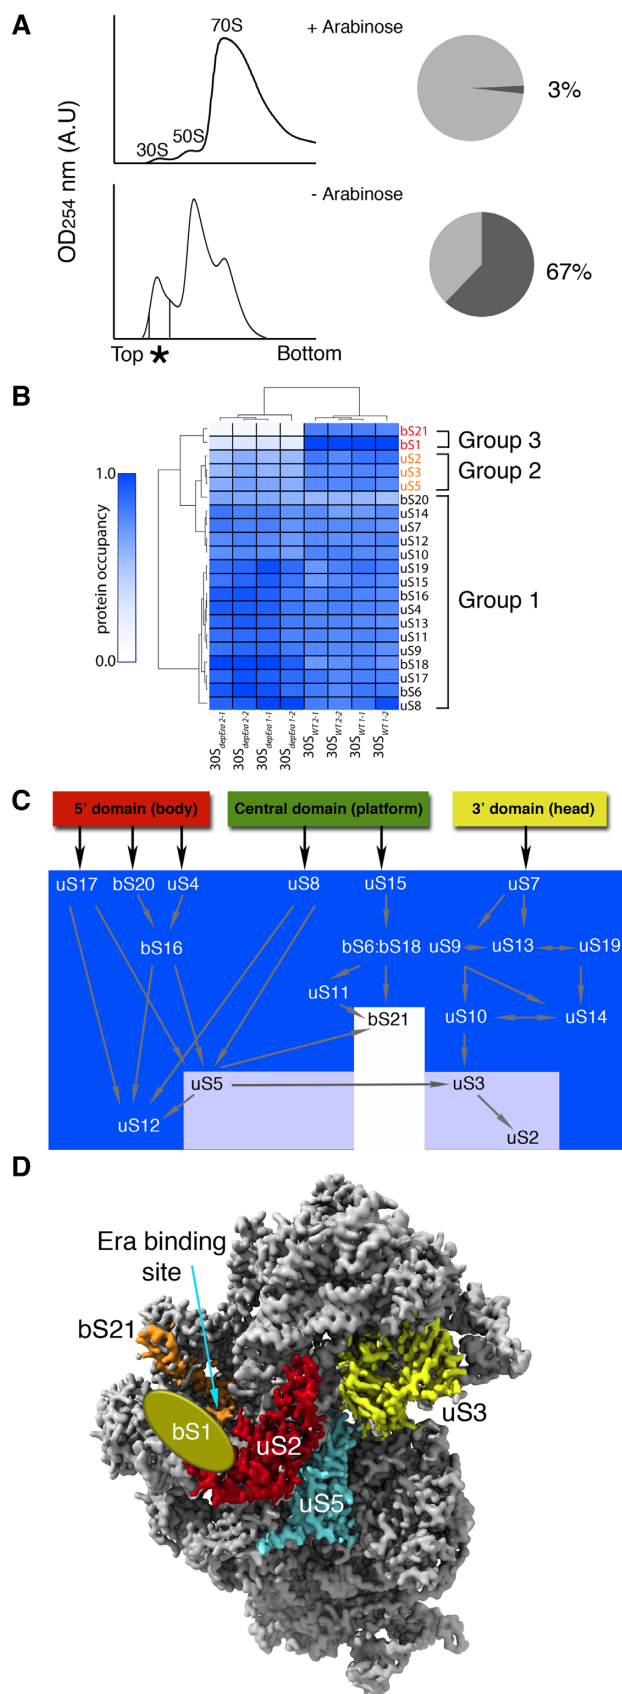 A
+ Arabinose
70S
50S
30S
3%
OD254 nm (A.U)
- Arabinose
67%
Top * Bottom
B
bS21
bS1
Group 3
uS2
uS3
uS5
Group 2
bS20
uS14
uS7
uS12
uS10
uS19
uS15
bS16
uS4
uS13
uS11
uS9
bS18
uS17
bS6
uS8
Group 1
1.0
protein occupancy
0.0
30SdepEra 2-1
30SdepEra 2-2
30SdepEra 1-1
30SdepEra 1-2
30SWT 2-1
30SWT 2-2
30SWT 1-1
30SWT 1-2
C
5’ domain (body) Central domain (platform) 3’ domain (head)
uS17 bS20 uS4 uS8 uS15 uS7
bS16 bS6:bS18 uS9 uS13 uS19
uS11
bS21 uS10 uS14
uS5 uS3
uS12 uS2
D
Era binding
site
bS21
bS1
uS2
uS3
uS5